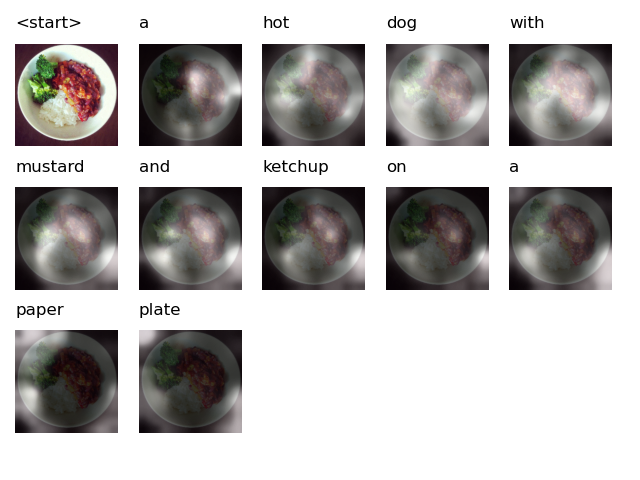 <start> a hot dog with
mustard and ketchup on a
paper plate